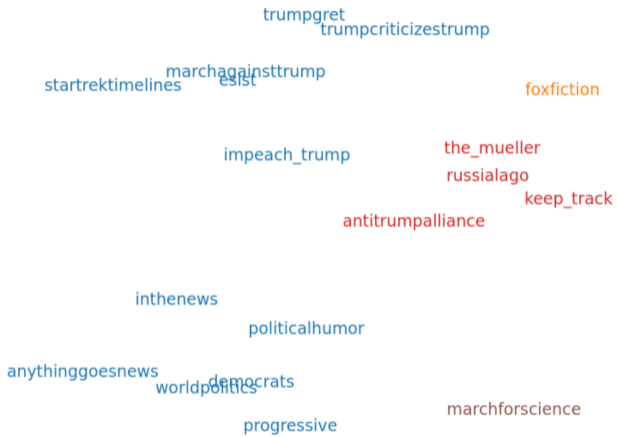 trumpgret
trumpcriticizestrump
marchagainsttrump
esist
startrektimelines
foxfiction
the_mueller
impeach_trump
russialago
keep_track
antitrumpalliance
inthenews
politicalhumor
anythinggoesnews
democrats
worldpolitics
marchforscience
progressive